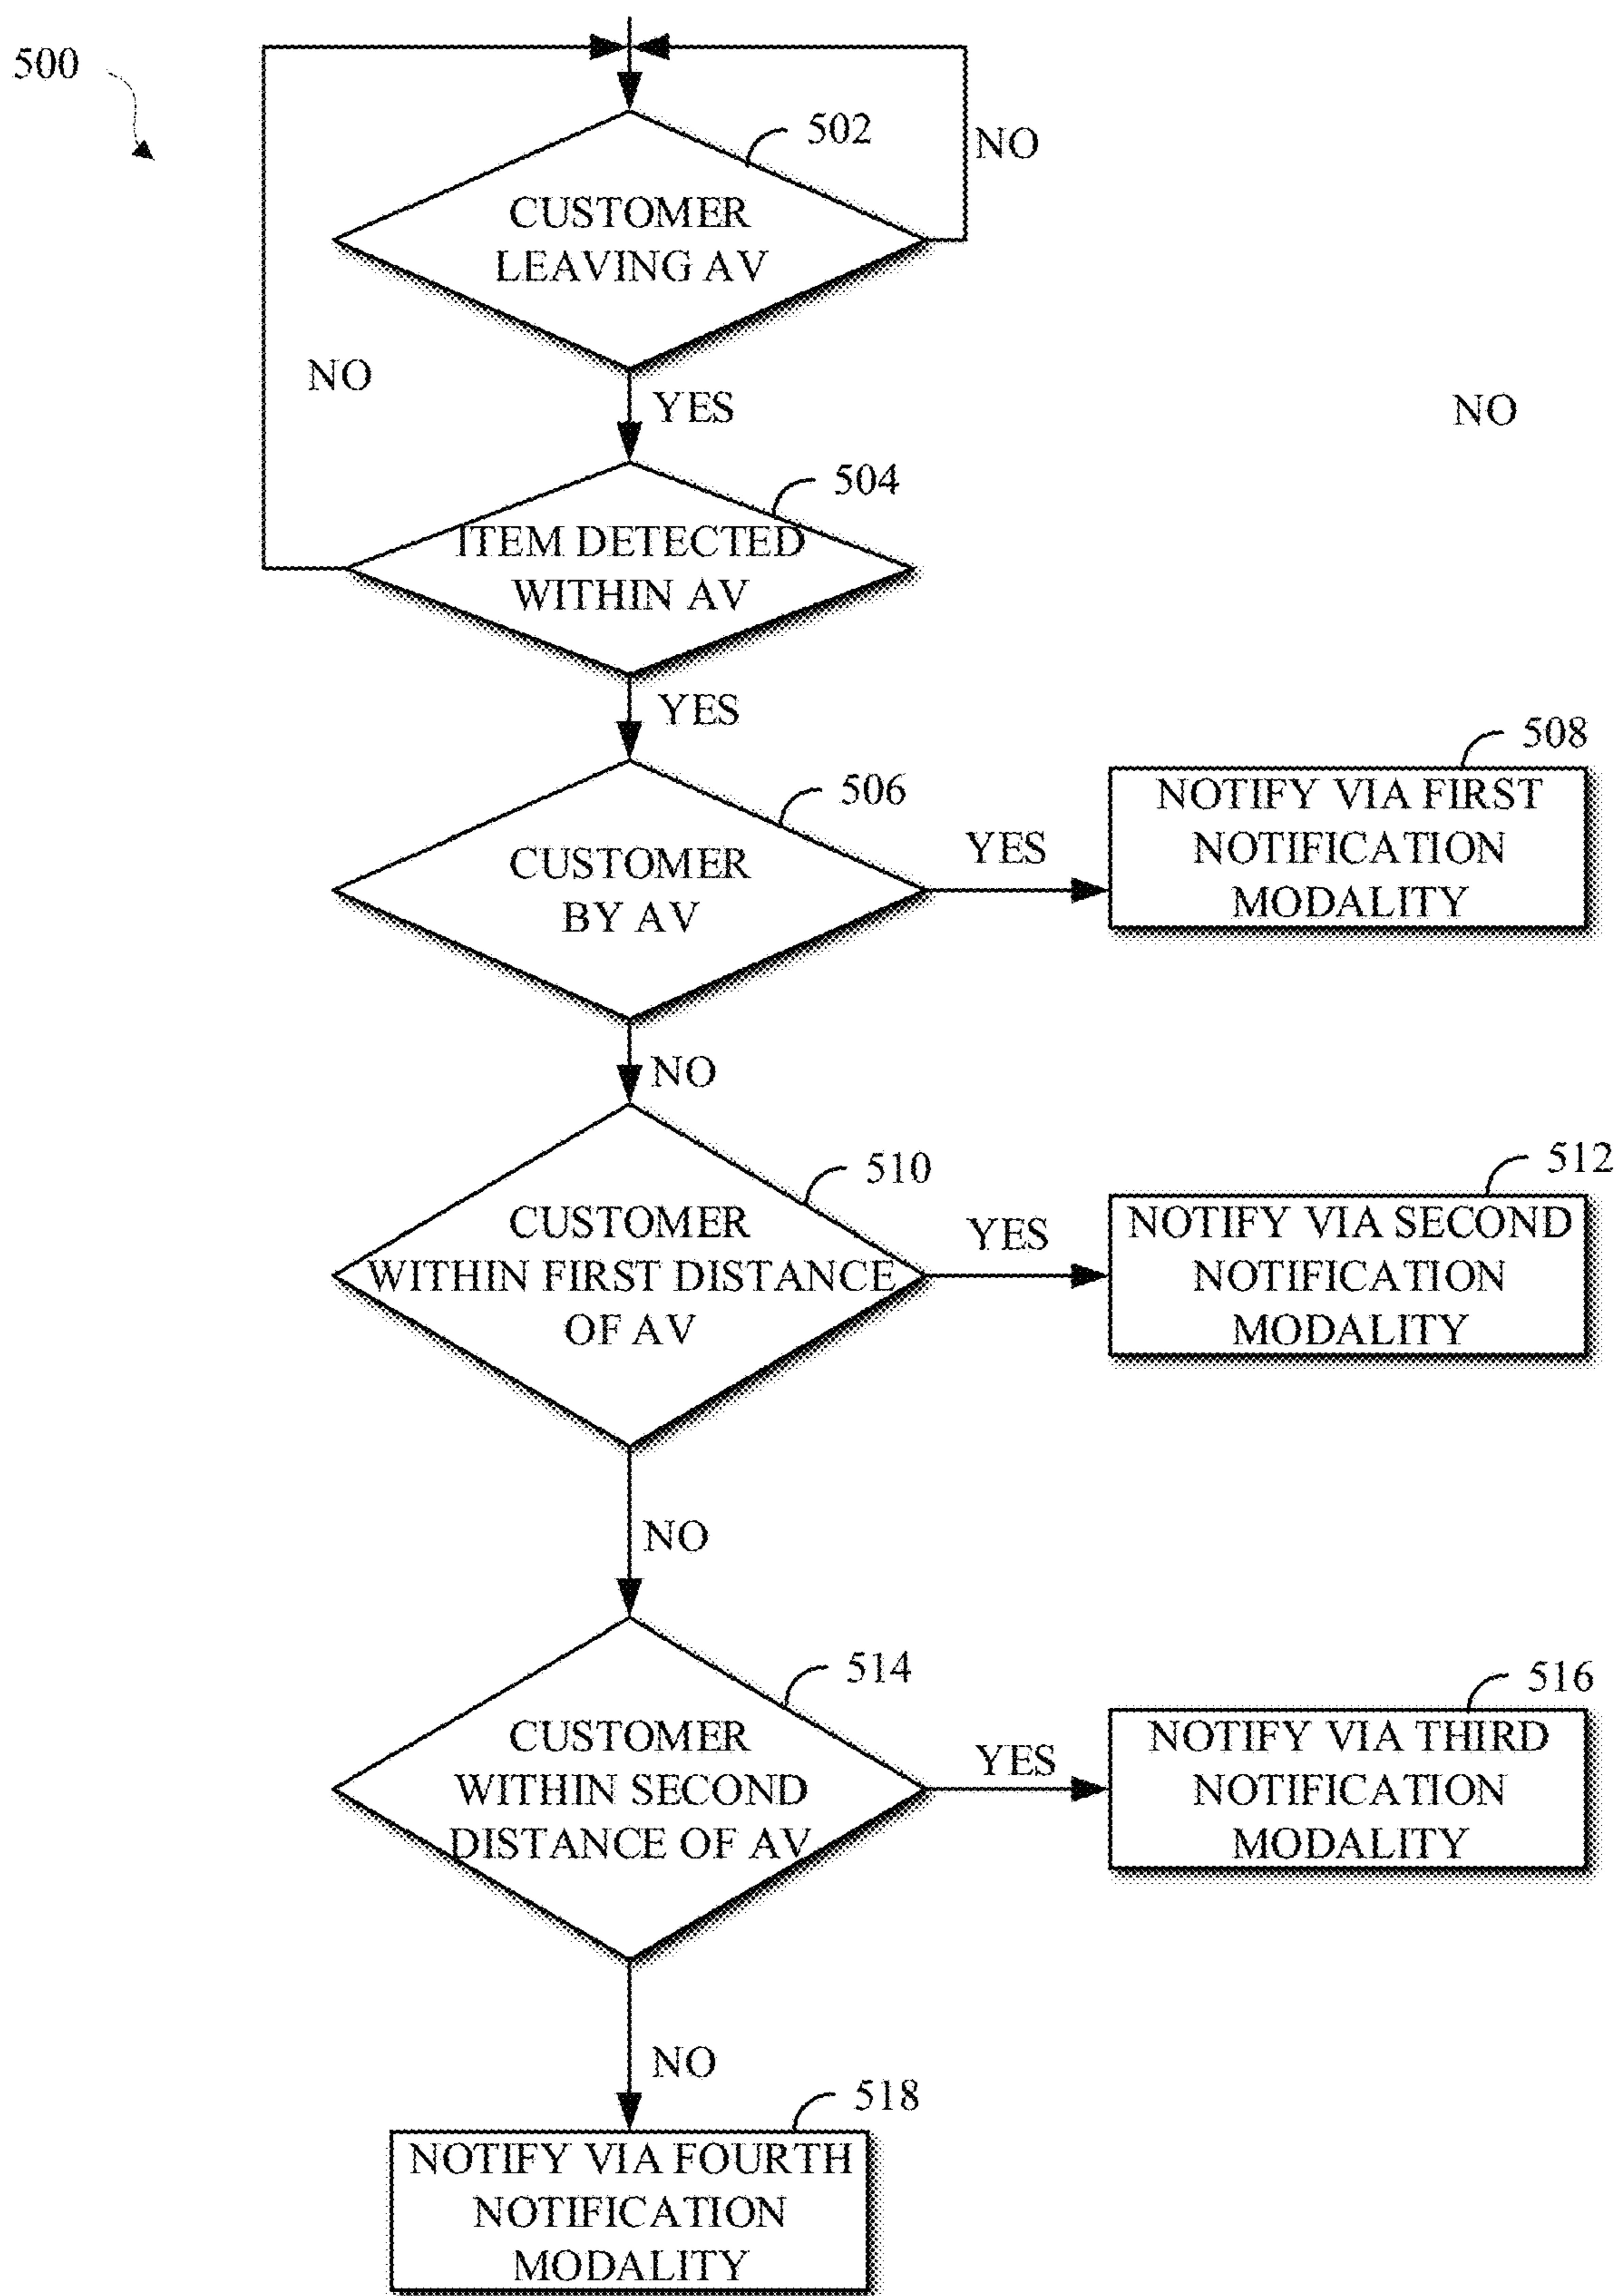 500
502
NO
CUSTOMER
LEAVING AV
NO
YES
NO
504
ITEM DETECTED
WITHIN AV
YES
506
CUSTOMER
BY AV
YES
508
NOTIFY VIA FIRST
NOTIFICATION
MODALITY
NO
510
CUSTOMER
WITHIN FIRST DISTANCE
OF AV
YES
512
NOTIFY VIA SECOND
NOTIFICATION
MODALITY
NO
514
CUSTOMER
WITHIN SECOND
DISTANCE OF AV
YES
516
NOTIFY VIA THIRD
NOTIFICATION
MODALITY
NO
518
NOTIFY VIA FOURTH
NOTIFICATION
MODALITY